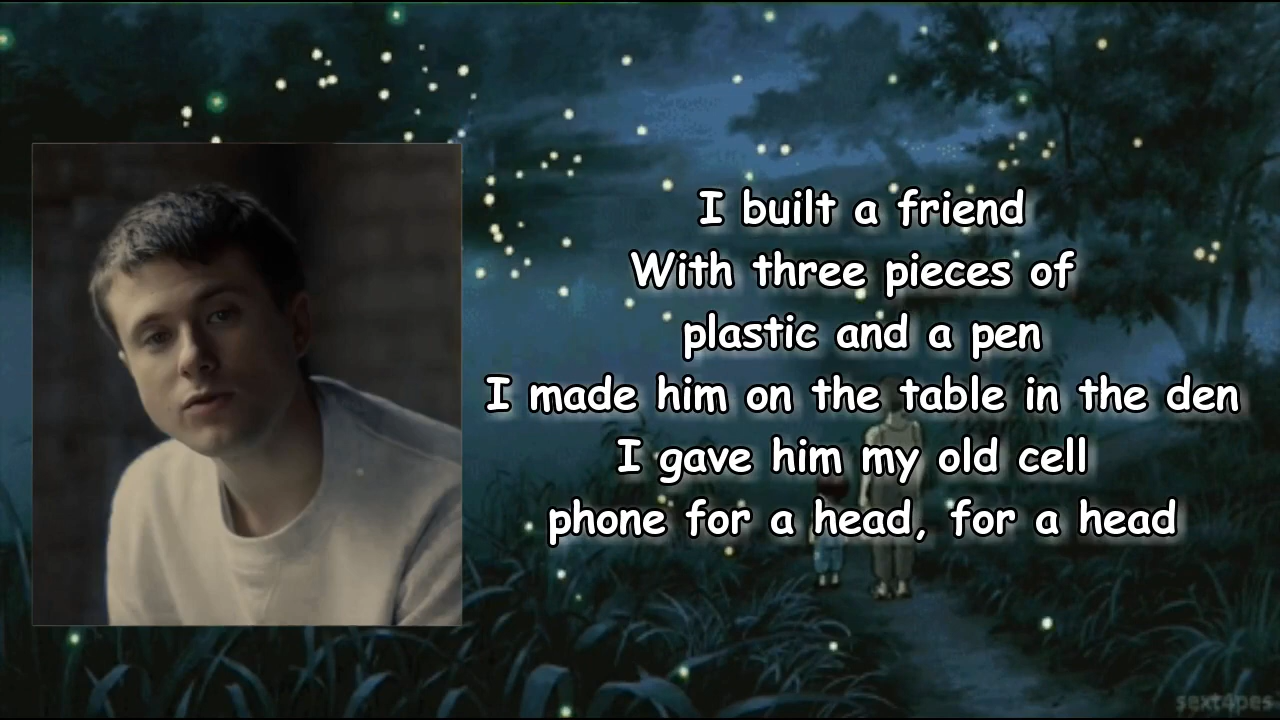 I built a friend
With three pieces of
plastic and a pen
I made him on the table in the den
I gave him my old cell
phone for a head, for a head
sext4pes